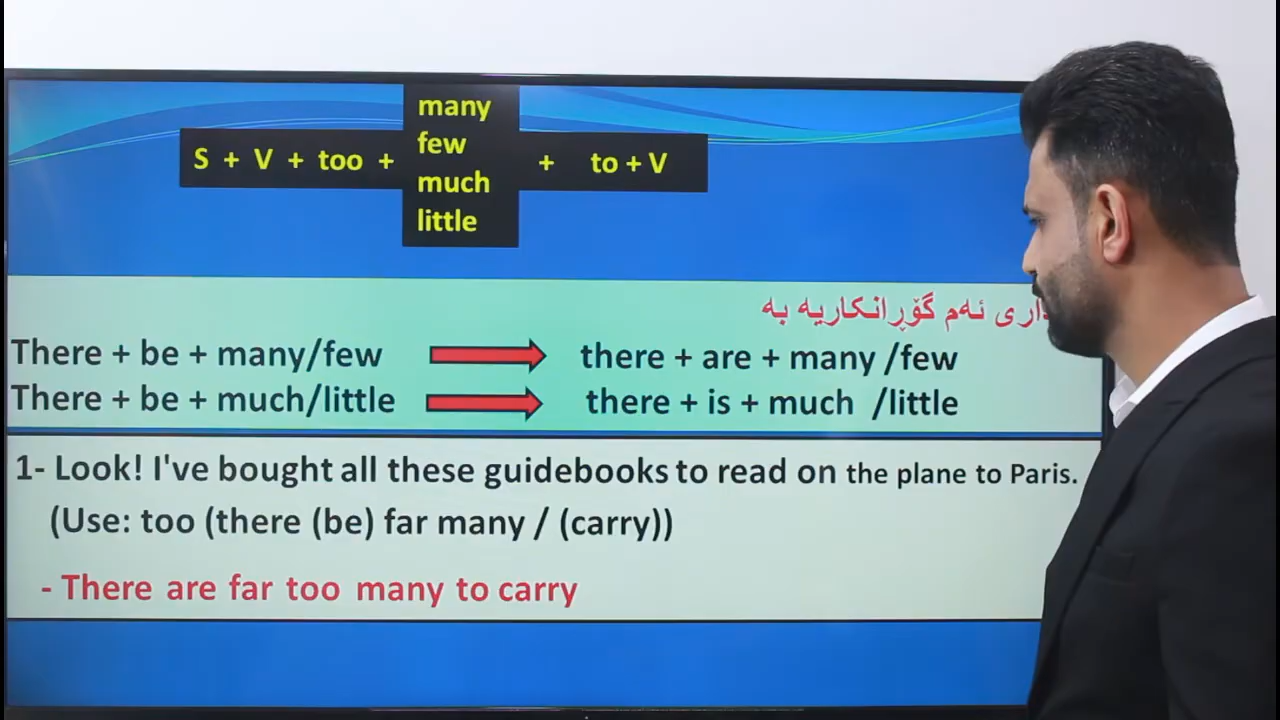 many
few
S + V + too + much + to + V
little
داری ئەم گۆڕانکاریە بە
There + be + many/few there + are + many /few
There + be + much/little there + is + much /little
1- Look! I've bought all these guidebooks to read on the plane to Paris.
(Use: too (there (be) far many / (carry))
- There are far too many to carry